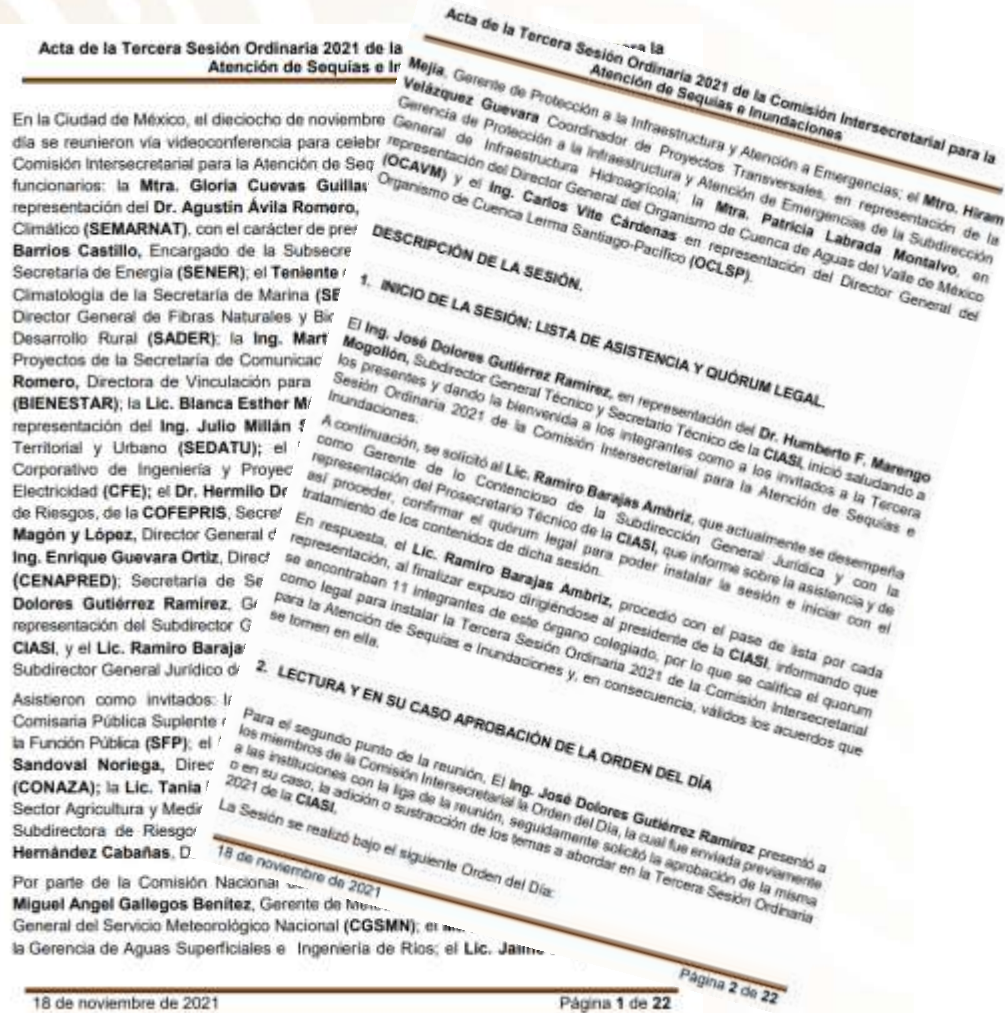 Acta de la Tercera Sesión Ordinaria 2021 de la
Atención de Sequías e
En la Ciudad de México, el dieciocho de noviembre
día se reunieron vía videoconferencia para celebr
Comisión Intersecretarial para la Atención de Seq
funcionarios: la Mtra. Gloria Cuevas Guillau
representación del Dr. Agustín Ávila Romero,
Climático (SEMARNAT), con el carácter de pre
Barrios Castillo, Encargado de la Subsecre
Secretaría de Energía (SENER); el Teniente
Climatología de la Secretaría de Marina (SE
Director General de Fibras Naturales y Bi
Desarrollo Rural (SADER); la Ing. Mart
Proyectos de la Secretaría de Comunicac
Romero, Directora de Vinculación para
(BIENESTAR); la Lic. Blanca Esther M
representación del Ing. Julio Millán
Territorial y Urbano (SEDATU); el
Corporativo de Ingeniería y Proyec
Electricidad (CFE); el Dr. Hermilo D
de Riesgos, de la COFEPRIS, Secre
Magón y López, Director General d
Ing. Enrique Guevara Ortiz, Direct
(CENAPRED); Secretaría de Se
Dolores Gutiérrez Ramírez, G
representación del Subdirector G
CIASI, y el Lic. Ramiro Baraja
Subdirector General Jurídico d
Asistieron como invitados: l
Comisaria Pública Suplente
la Función Pública (SFP); el
Sandoval Noriega, Direc
(CONAZA); la Lic. Tania
Sector Agricultura y Medi
Subdirectora de Riesgo
Hernández Cabañas, D
Por parte de la Comisión Nacional
Miguel Angel Gallegos Benítez, Gerente de
General del Servicio Meteorológico Nacional (CGSMN); el
la Gerencia de Aguas Superficiales e Ingeniería de Ríos; el Lic. Jaime
18 de noviembre de 2021 Página 1 de 22
Acta de la Tercera Sesión Ordinaria 2021 de la Comisión Intersecretarial para la
Atención de Sequías e Inundaciones
Mejía, Gerente de Protección a la Infraestructura y Atención a Emergencias; el Mtro. Hiram
Velázquez Guevara Coordinador de Proyectos Transversales, en representación de la
Gerencia de Protección a la Infraestructura y Atención de Emergencias de la Subdirección
General de Infraestructura Hidroagrícola; la Mtra. Patricia Labrada Montalvo, en
representación del Director General del Organismo de Cuenca de Aguas del Valle de México
(OCAVM) y el Ing. Carlos Vite Cárdenas en representación del Director General del
Organismo de Cuenca Lerma Santiago-Pacífico (OCLSP).
DESCRIPCIÓN DE LA SESIÓN.
1. INICIO DE LA SESIÓN: LISTA DE ASISTENCIA Y QUÓRUM LEGAL.
El Ing. José Dolores Gutiérrez Ramírez, en representación del Dr. Humberto F. Marengo
Mogollón, Subdirector General Técnico y Secretario Técnico de la CIASI, inició saludando a
los presentes y dando la bienvenida a los integrantes como a los invitados a la Tercera
Sesión Ordinaria 2021 de la Comisión Intersecretarial para la Atención de Sequías e
Inundaciones.
A continuación, se solicitó al Lic. Ramiro Barajas Ambriz, que actualmente se desempeña
como Gerente de lo Contencioso de la Subdirección General Jurídica y con la
representación del Prosecretario Técnico de la CIASI, que informe sobre la asistencia y de
así proceder, confirmar el quórum legal para poder instalar la sesión e iniciar con el
tratamiento de los contenidos de dicha sesión.
En respuesta, el Lic. Ramiro Barajas Ambriz, procedió con el pase de lista por cada
representación, al finalizar expuso dirigiéndose al presidente de la CIASI, informando que
se encontraban 11 integrantes de este órgano colegiado, por lo que se califica el quorum
como legal para instalar la Tercera Sesión Ordinaria 2021 de la Comisión Intersecretarial
para la Atención de Sequías e Inundaciones y, en consecuencia, válidos los acuerdos que
se tomen en ella.
2. LECTURA Y EN SU CASO APROBACIÓN DE LA ORDEN DEL DÍA
Para el segundo punto de la reunión, El Ing. José Dolores Gutiérrez Ramírez presentó a
los miembros de la Comisión Intersecretarial la Orden del Día, la cual fue enviada previamente
a las instituciones con la liga de la reunión, seguidamente solicitó la aprobación de la misma
o en su caso, la adición o sustracción de los temas a abordar en la Tercera Sesión Ordinaria
2021 de la CIASI.
La Sesión se realizó bajo el siguiente Orden del Día:
18 de noviembre de 2021
Página 2 de 22